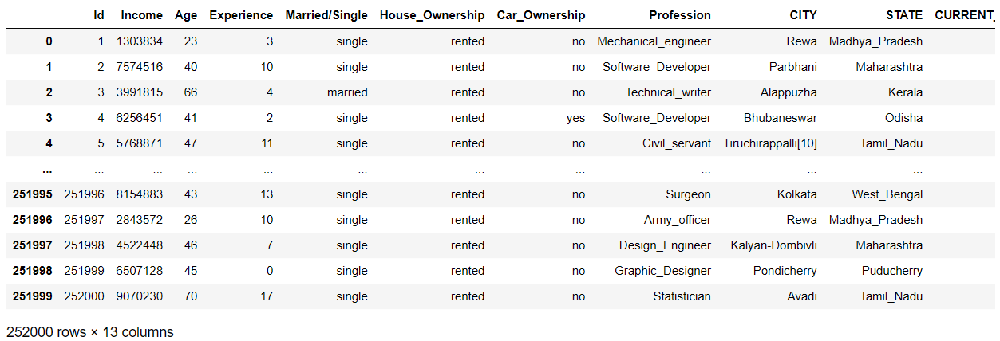 Id Income Age Experience Married/Single House_Ownership Car_Ownership Profession CITY STATE CURRENT_
0 1 1303834 23 3 single rented no Mechanical_engineer Rewa Madhya_Pradesh
1 2 7574516 40 10 single rented no Software_Developer Parbhani Maharashtra
2 3 3991815 66 4 married rented no Technical_writer Alappuzha Kerala
3 4 6256451 41 2 single rented yes Software_Developer Bhubaneswar Odisha
4 5 5768871 47 11 single rented no Civil_servant Tiruchirappalli[10] Tamil_Nadu
... ... ... ... ... ... ... ... ... ... ...
251995 251996 8154883 43 13 single rented no Surgeon Kolkata West_Bengal
251996 251997 2843572 26 10 single rented no Army_officer Rewa Madhya_Pradesh
251997 251998 4522448 46 7 single rented no Design_Engineer Kalyan-Dombivli Maharashtra
251998 251999 6507128 45 0 single rented no Graphic_Designer Pondicherry Puducherry
251999 252000 9070230 70 17 single rented no Statistician Avadi Tamil_Nadu
252000 rows × 13 columns